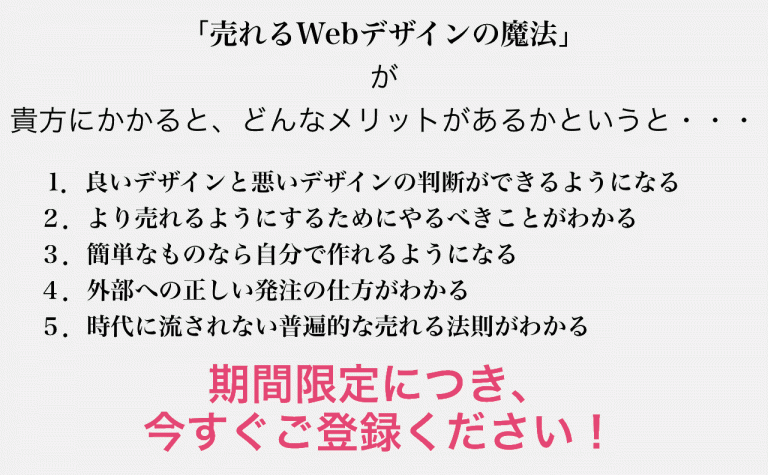 「売れるWebデザインの魔法」
が
貴方にかかると、どんなメリットがあるかというと・・・
1．良いデザインと悪いデザインの判断ができるようになる
２．より売れるようにするためにやるべきことがわかる
３．簡単なものなら自分で作れるようになる
４．外部への正しい発注の仕方がわかる
５．時代に流されない普遍的な売れる法則がわかる
期間限定につき、
今すぐご登録ください！